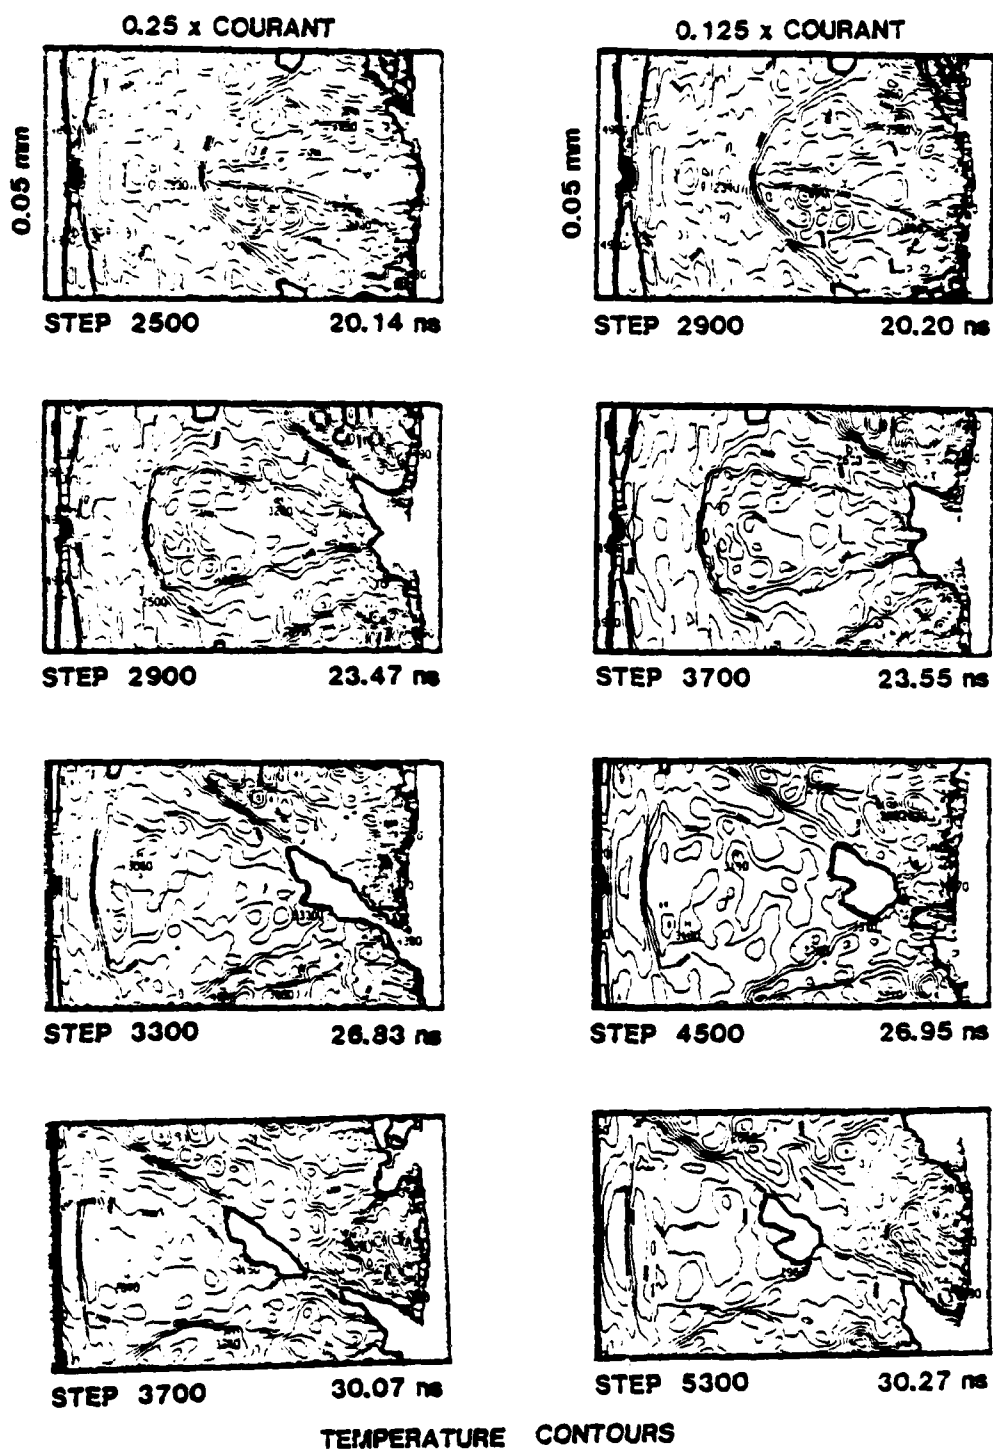 0.25 x COURANT
0.125 x COURANT
0.05 mm
0.05 mm
STEP 2500 20.14 ns
STEP 2900 20.20 ns
2500
STEP 2900 23.47 ns
STEP 3700 23.55 ns
STEP 3300 26.83 ns
STEP 4500 26.95 ns
STEP 3700 30.07 ns
STEP 5300 30.27 ns
TEMPERATURE CONTOURS